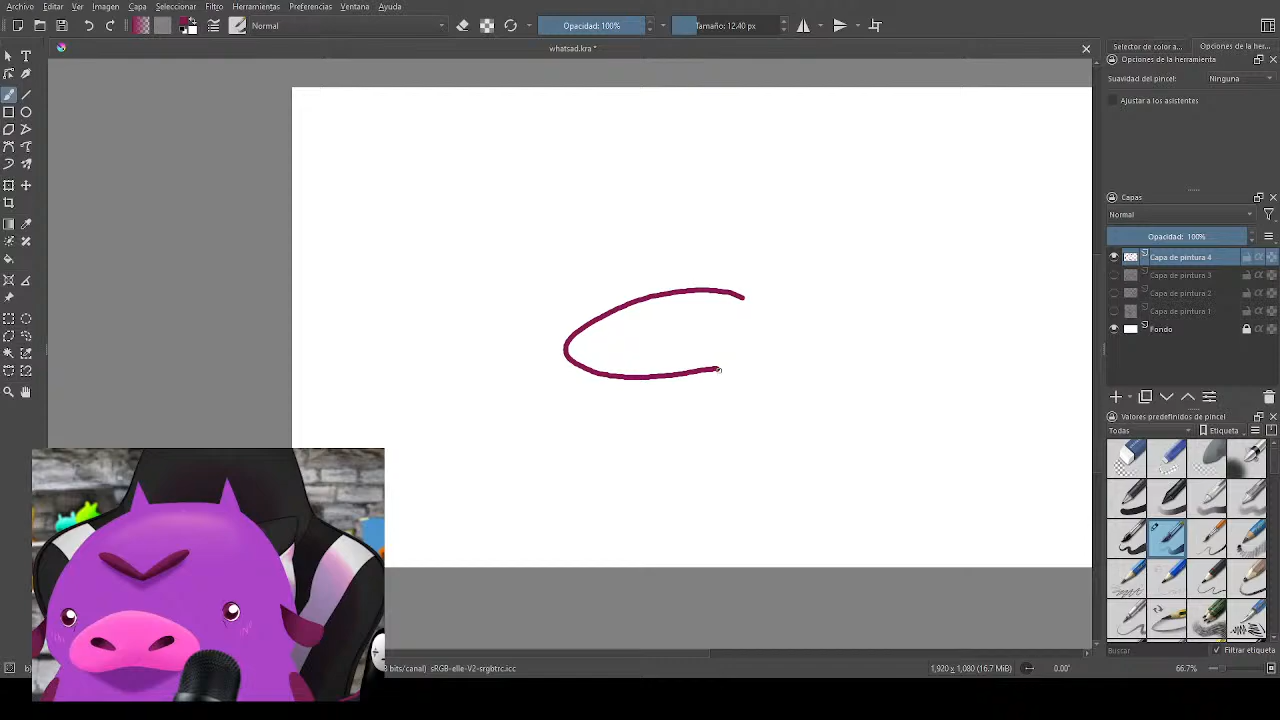 Archivo Editar Ver Imagen Capa Seleccionar Filtro Herramientas Preferencias Ventana Ayuda
Normal Opacidad: 100% Tamaño: 12.40 px
whatsad.kra *
Selector de color a... Opciones de la her...
Opciones de la herramienta
Suavidad del pincel: Ninguna
Ajustar a los asistentes
Capas
Normal
Opacidad: 100%
Capa de pintura 4
Capa de pintura 3
Capa de pintura 2
Capa de pintura 1
Fondo
Valores predefinidos de pincel
Todas Etiqueta
Buscar Filtrar etiqueta
bits/canal) sRGB-elle-V2-srgbtrc.icc 1,920 x 1,080 (16.7 MiB) 0.00° 66.7%